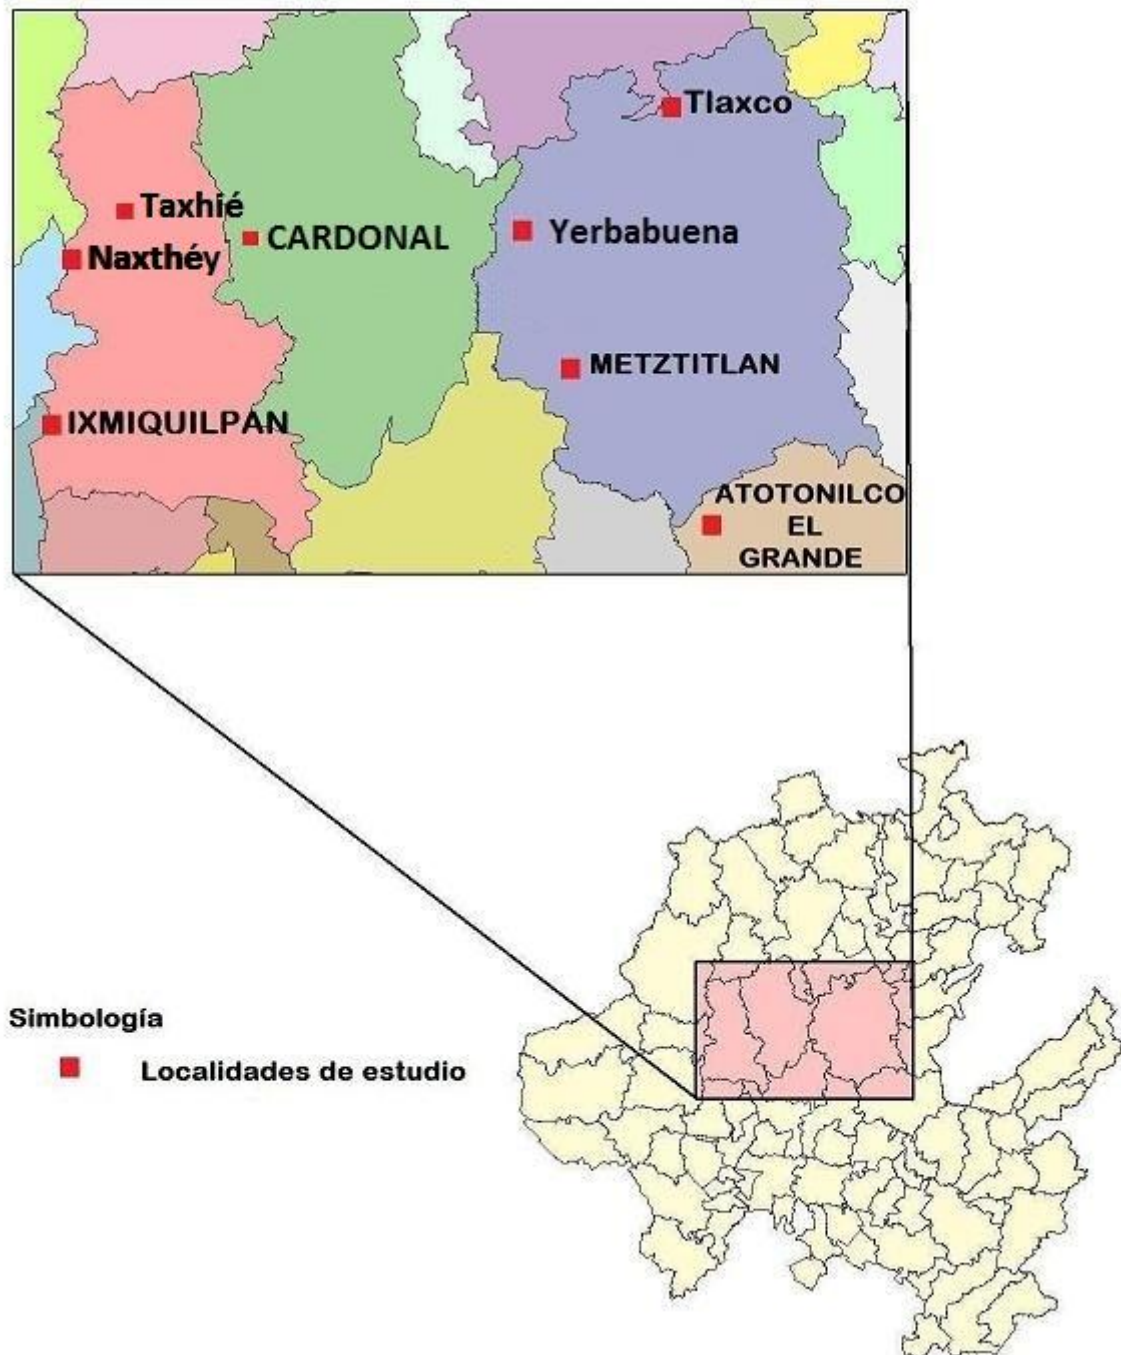 Tlaxco
Taxhié
CARDONAL
Yerbabuena
Naxthéy
METZTITLAN
IXMIQUILPAN
ATOTONILCO
EL
GRANDE
Simbología
Localidades de estudio